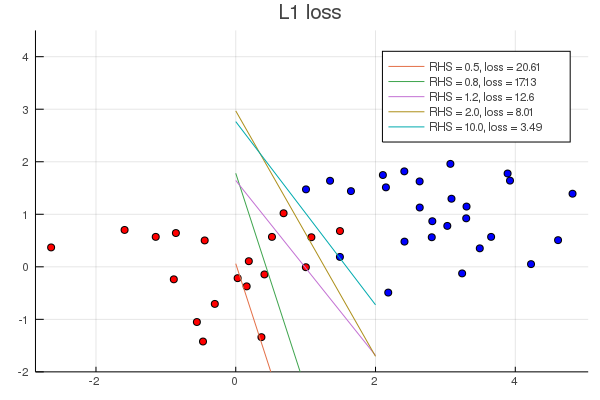 L1 loss
4
3
2
1
0
-1
-2
RHS = 0.5, loss = 20.61
RHS = 0.8, loss = 17.13
RHS = 1.2, loss = 12.6
RHS = 2.0, loss = 8.01
RHS = 10.0, loss = 3.49
-2 0 2 4